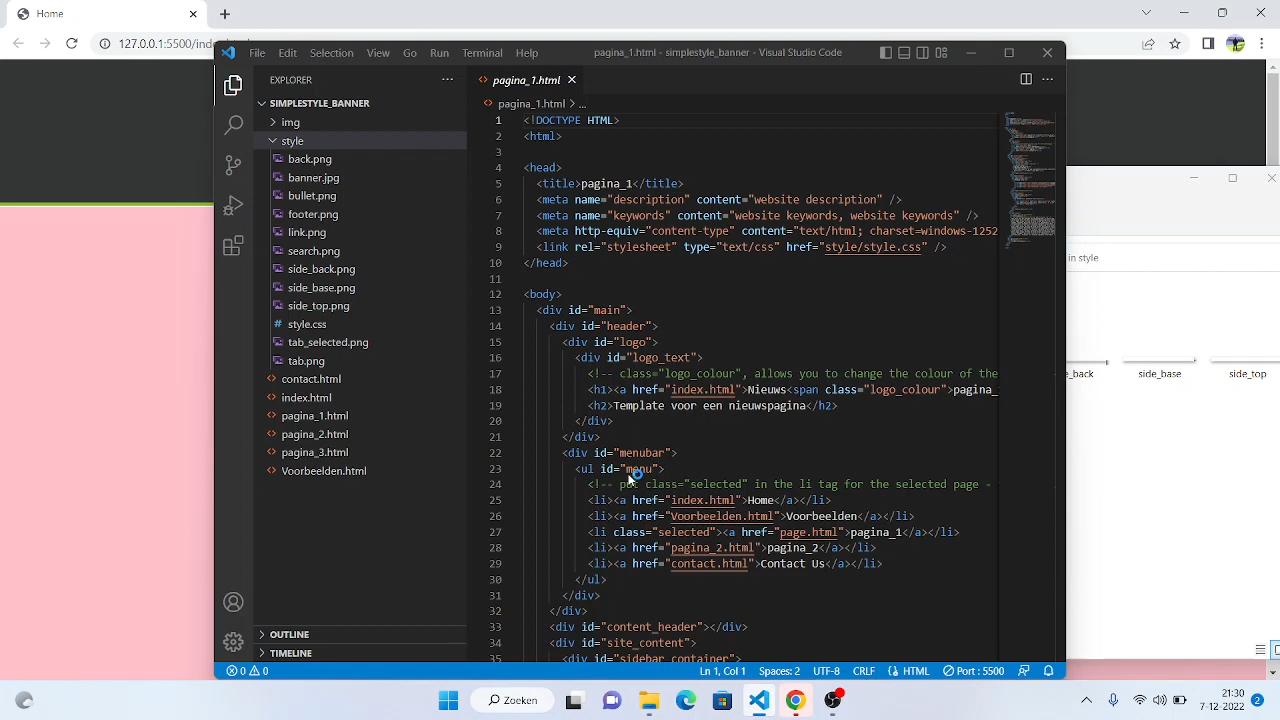 Home
127.0.0.1:5500/ind
File Edit Selection View Go Run Terminal Help
pagina_1.html - simplestyle_banner - Visual Studio Code
EXPLORER
pagina_1.html
SIMPLESTYLE_BANNER
pagina_1.html > ...
img
style
back.png
banner.jpg
bullet.png
footer.png
link.png
search.png
side_back.png
side_base.png
side_top.png
style.css
tab_selected.png
tab.png
contact.html
index.html
pagina_1.html
pagina_2.html
pagina_3.html
Voorbeelden.html
OUTLINE
TIMELINE
1 <!DOCTYPE HTML>
2 <html>
3
4 <head>
5 <title>pagina_1</title>
6 <meta name="description" content="website description" />
7 <meta name="keywords" content="website keywords, website keywords" />
8 <meta http-equiv="content-type" content="text/html; charset=windows-1252
9 <link rel="stylesheet" type="text/css" href="style/style.css" />
10 </head>
11
12 <body>
13 <div id="main">
14 <div id="header">
15 <div id="logo">
16 <div id="logo_text">
17 <!-- class="logo_colour", allows you to change the colour of the
18 <h1><a href="index.html">Nieuws<span class="logo_colour">pagina_
19 <h2>Template voor een nieuwspagina</h2>
20 </div>
21 </div>
22 <div id="menubar">
23 <ul id="menu">
24 <!-- put class="selected" in the li tag for the selected page -
25 <li><a href="index.html">Home</a></li>
26 <li><a href="Voorbeelden.html">Voorbeelden</a></li>
27 <li class="selected"><a href="page.html">pagina_1</a></li>
28 <li><a href="pagina_2.html">pagina_2</a></li>
29 <li><a href="contact.html">Contact Us</a></li>
30 </ul>
31 </div>
32 </div>
33 <div id="content_header"></div>
34 <div id="site_content">
35 <div id="sidebar_container">
in style
_back
side_base
side_top
0 0
Ln 1, Col 1 Spaces: 2 UTF-8 CRLF HTML Port : 5500
Zoeken
21:30
7-12-2022
2